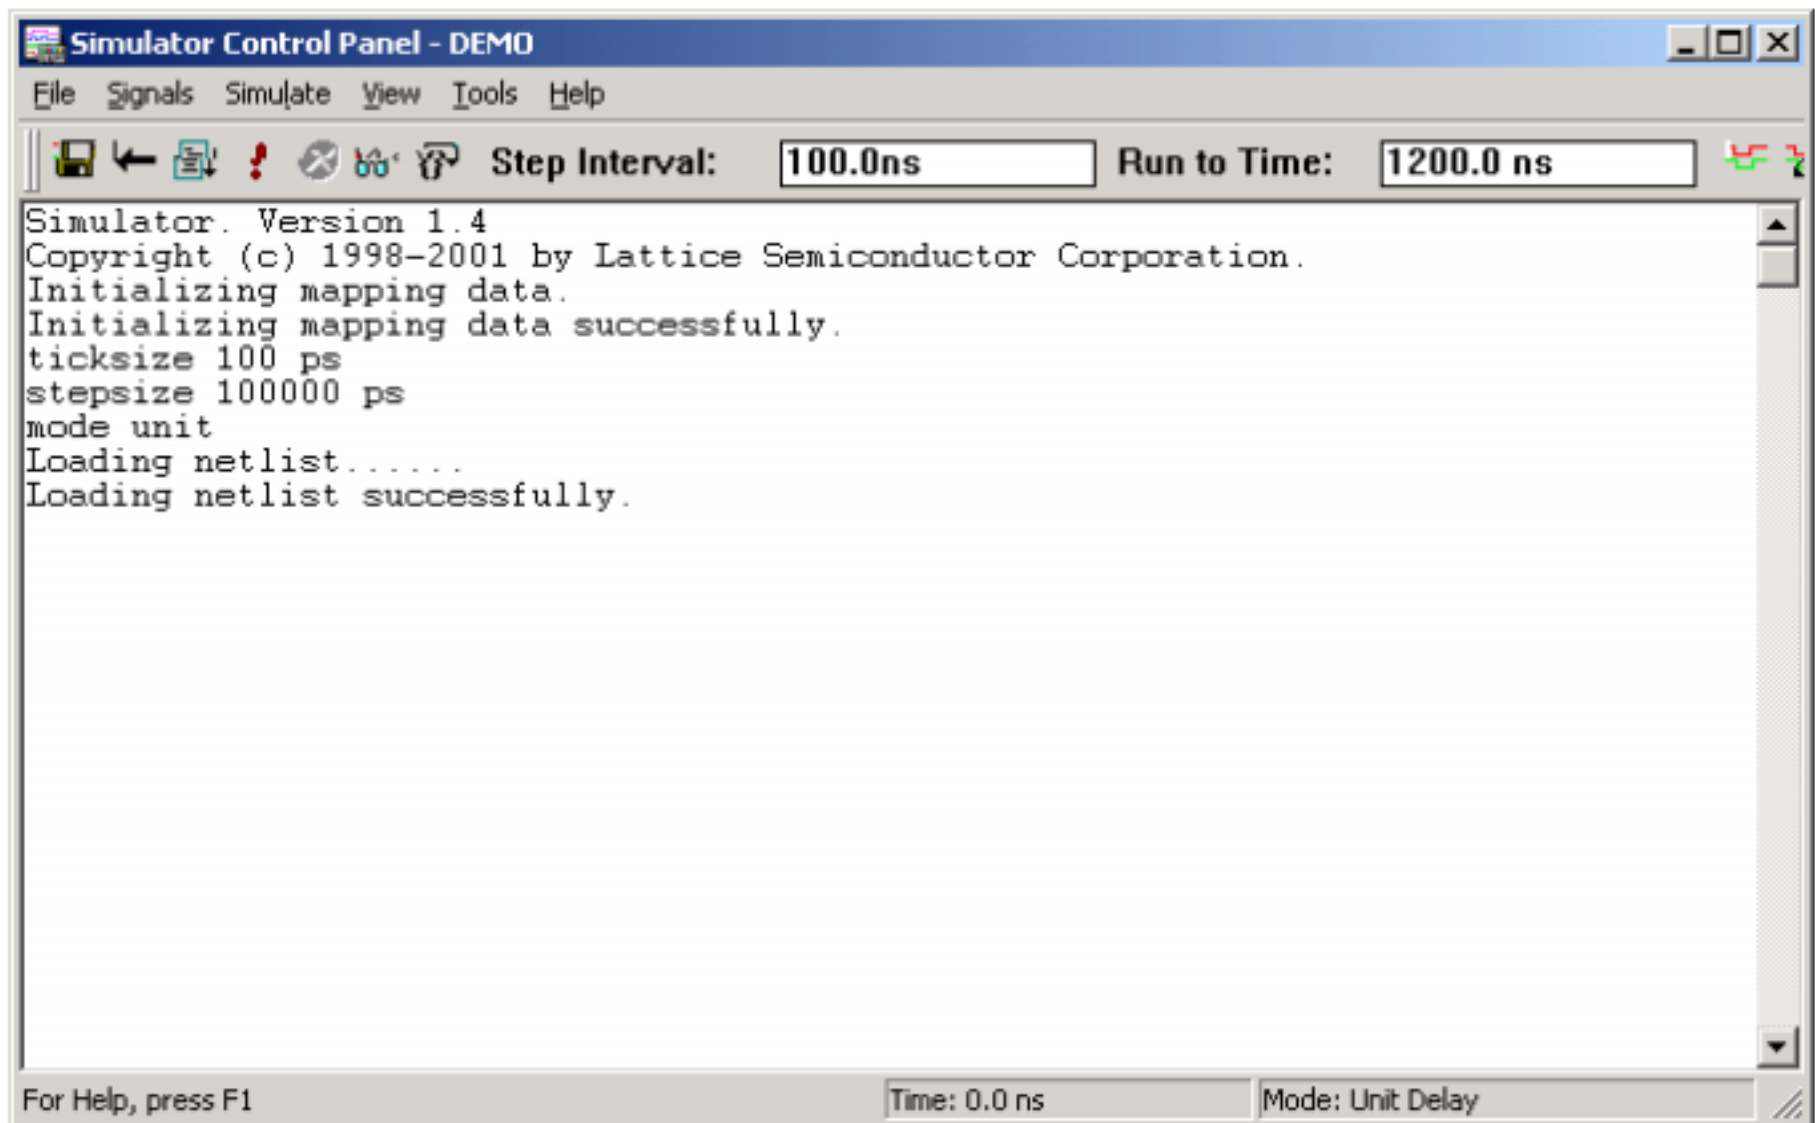 Simulator Control Panel - DEMO
File Signals Simulate View Tools Help
Step Interval: 100.0ns Run to Time: 1200.0 ns
Simulator. Version 1.4
Copyright (c) 1998-2001 by Lattice Semiconductor Corporation.
Initializing mapping data.
Initializing mapping data successfully.
ticksize 100 ps
stepsize 100000 ps
mode unit
Loading netlist......
Loading netlist successfully.
For Help, press F1 Time: 0.0 ns Mode: Unit Delay